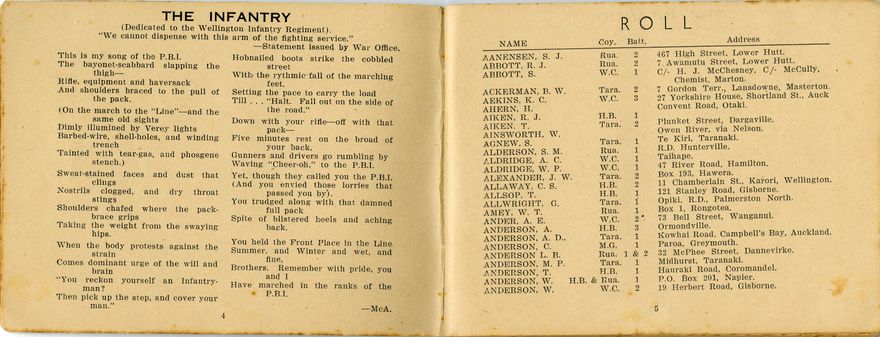 THE INFANTRY
(Dedicated to the Wellington Infantry Regiment).
"We cannot dispense with this arm of the fighting service."
—Statement issued by War Office.
This is my song of the P.B.I.
The bayonet-scabbard slapping the
thigh—
Rifle, equipment and haversack
And shoulders braced to the pull of
the pack.
(On the march to the "Line"—and the
same old sights
Dimly illumined by Verey lights
Barbed-wire, shell-holes, and winding
trench
Tainted with tear-gas, and phosgene
stench.)
Sweat-stained faces and dust that
clings
Nostrils clogged, and dry throat
stings
Shoulders chafed where the pack-
brace grips
Taking the weight from the swaying
hips.
When the body protests against the
strain
Comes dominant urge of the will and
brain
"You reckon yourself an Infantry-
man?
Then pick up the step, and cover your
man."
Hobnailed boots strike the cobbled
street
With the rythmic fall of the marching
feet.
Setting the pace to carry the load
Till . . . "Halt. Fall out on the side of
the road."
Down with your rifle—off with that
pack—
Five minutes rest on the broad of
your back,
Gunners and drivers go rumbling by
Waving "Cheer-oh," to the P.B.I.
Yet, though they called you the P.B.I.
(And you envied those lorries that
passed you by).
You trudged along with that damned
full pack
Spite of blistered heels and aching
back.
You held the Front Place in the Line
Summer, and Winter and wet, and
fine,
Brothers. Remember with pride, you
and I
Have marched in the ranks of the
P.B.I.
—McA.
4
ROLL
NAME Coy. Batt. Address
AANENSEN, S. J. Rua. 2 467 High Street, Lower Hutt.
ABBOTT, R. J. Rua. 2 7 Awamutu Street, Lower Hutt.
ABBOTT, S. W.C. 1 C/- H. J. McChesney, C/- McCully,
Chemist, Marton.
ACKERMAN, B. W. Tara. 2 7 Gordon Terr., Lansdowne, Masterton.
AEKINS, K. C. W.C. 3 27 Yorkshire House, Shortland St., Auck
AHERN, H. Convent Road, Otaki.
AIKEN, R. J. H.B. 1 Plunket Street, Dargaville.
AIKEN, T. Tara. 2 Owen River, via Nelson.
AINSWORTH, W. Te Kiri, Taranaki.
AGNEW, S. Tara. 1 R.D. Hunterville.
ALDERSON, S. M. Rua. 1 Taihape.
ALDRIDGE, A. C. W.C. 1 47 River Road, Hamilton.
ALDRIDGE, W. P. W.C. 1 Box 193, Hawera.
ALEXANDER, J. W. Tara. 2 11 Chamberlain St., Karori, Wellington.
ALLAWAY, C. S. H.B. 2 121 Stanley Road, Gisborne.
ALLSOP, T. H.B. 1 Opiki, R.D., Palmerston North.
ALLWRIGHT, G. Tara. 1 Box 1, Rongotea.
AMEY, W. T. Rua. 1 73 Bell Street, Wanganui.
ANDER, A. E. W.C. 2 Ormondville.
ANDERSON, A. H.B. 3 Kowhai Road, Campbell's Bay, Auckland.
ANDERSON, A. D., Tara. 1 Paroa, Greymouth.
ANDERSON, C. M.G. 1 32 McPhee Street, Dannevirke.
ANDERSON L. B. Rua. 1 & 2 Midhurst, Taranaki.
ANDERSON, M. P. Tara. 1 Hauraki Road, Coromandel.
ANDERSON, T. H.B. 1 P.O. Box 201, Napier.
ANDERSON, W. H.B. & Rua. 1 19 Herbert Road, Gisborne.
ANDERSON, W. W.C. 2
5